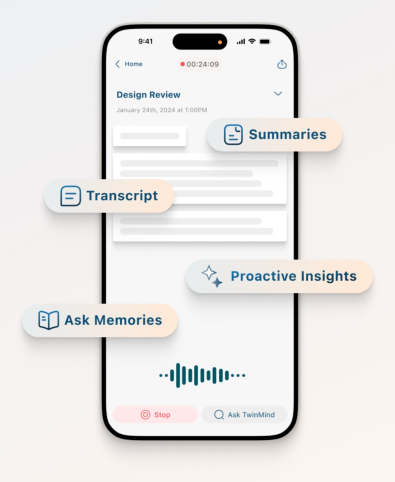 9:41
Home
00:24:09
Design Review
January 24th, 2024 at 1:00PM
Summaries
Transcript
Proactive Insights
Ask Memories
Stop
Ask TwinMind